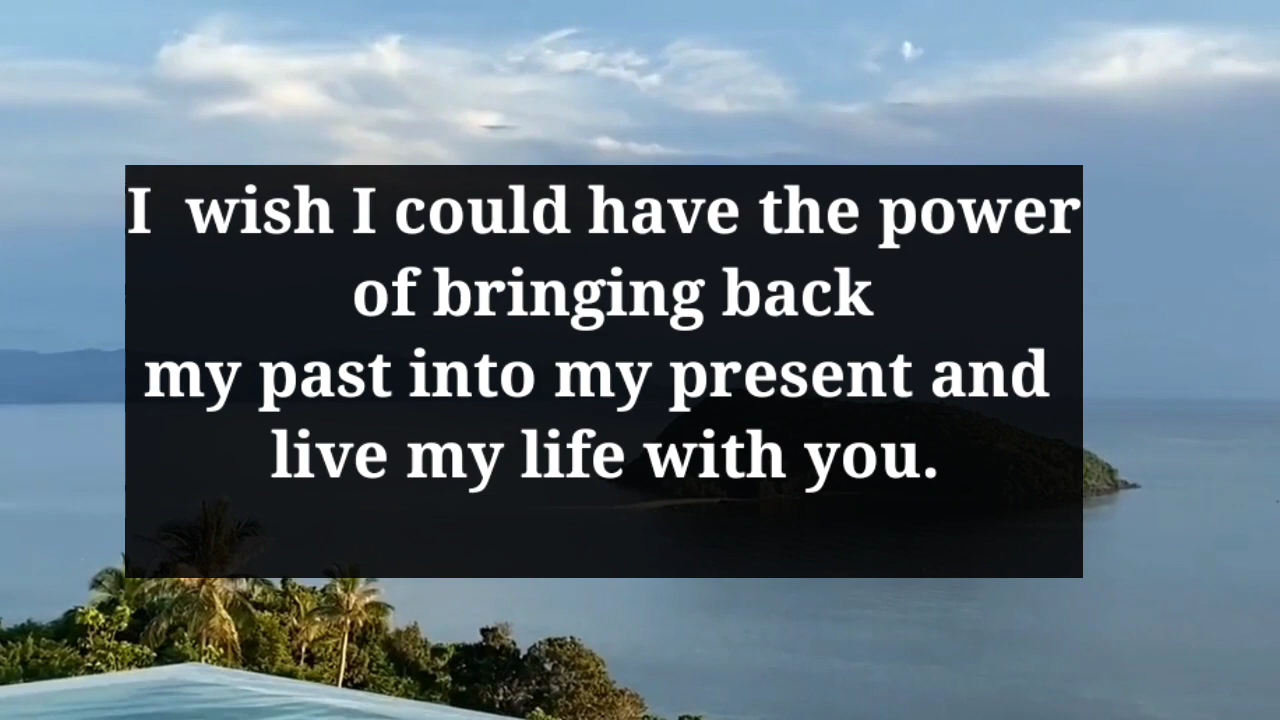 I  wish I could have the power
of bringing back
my past into my present and
live my life with you.